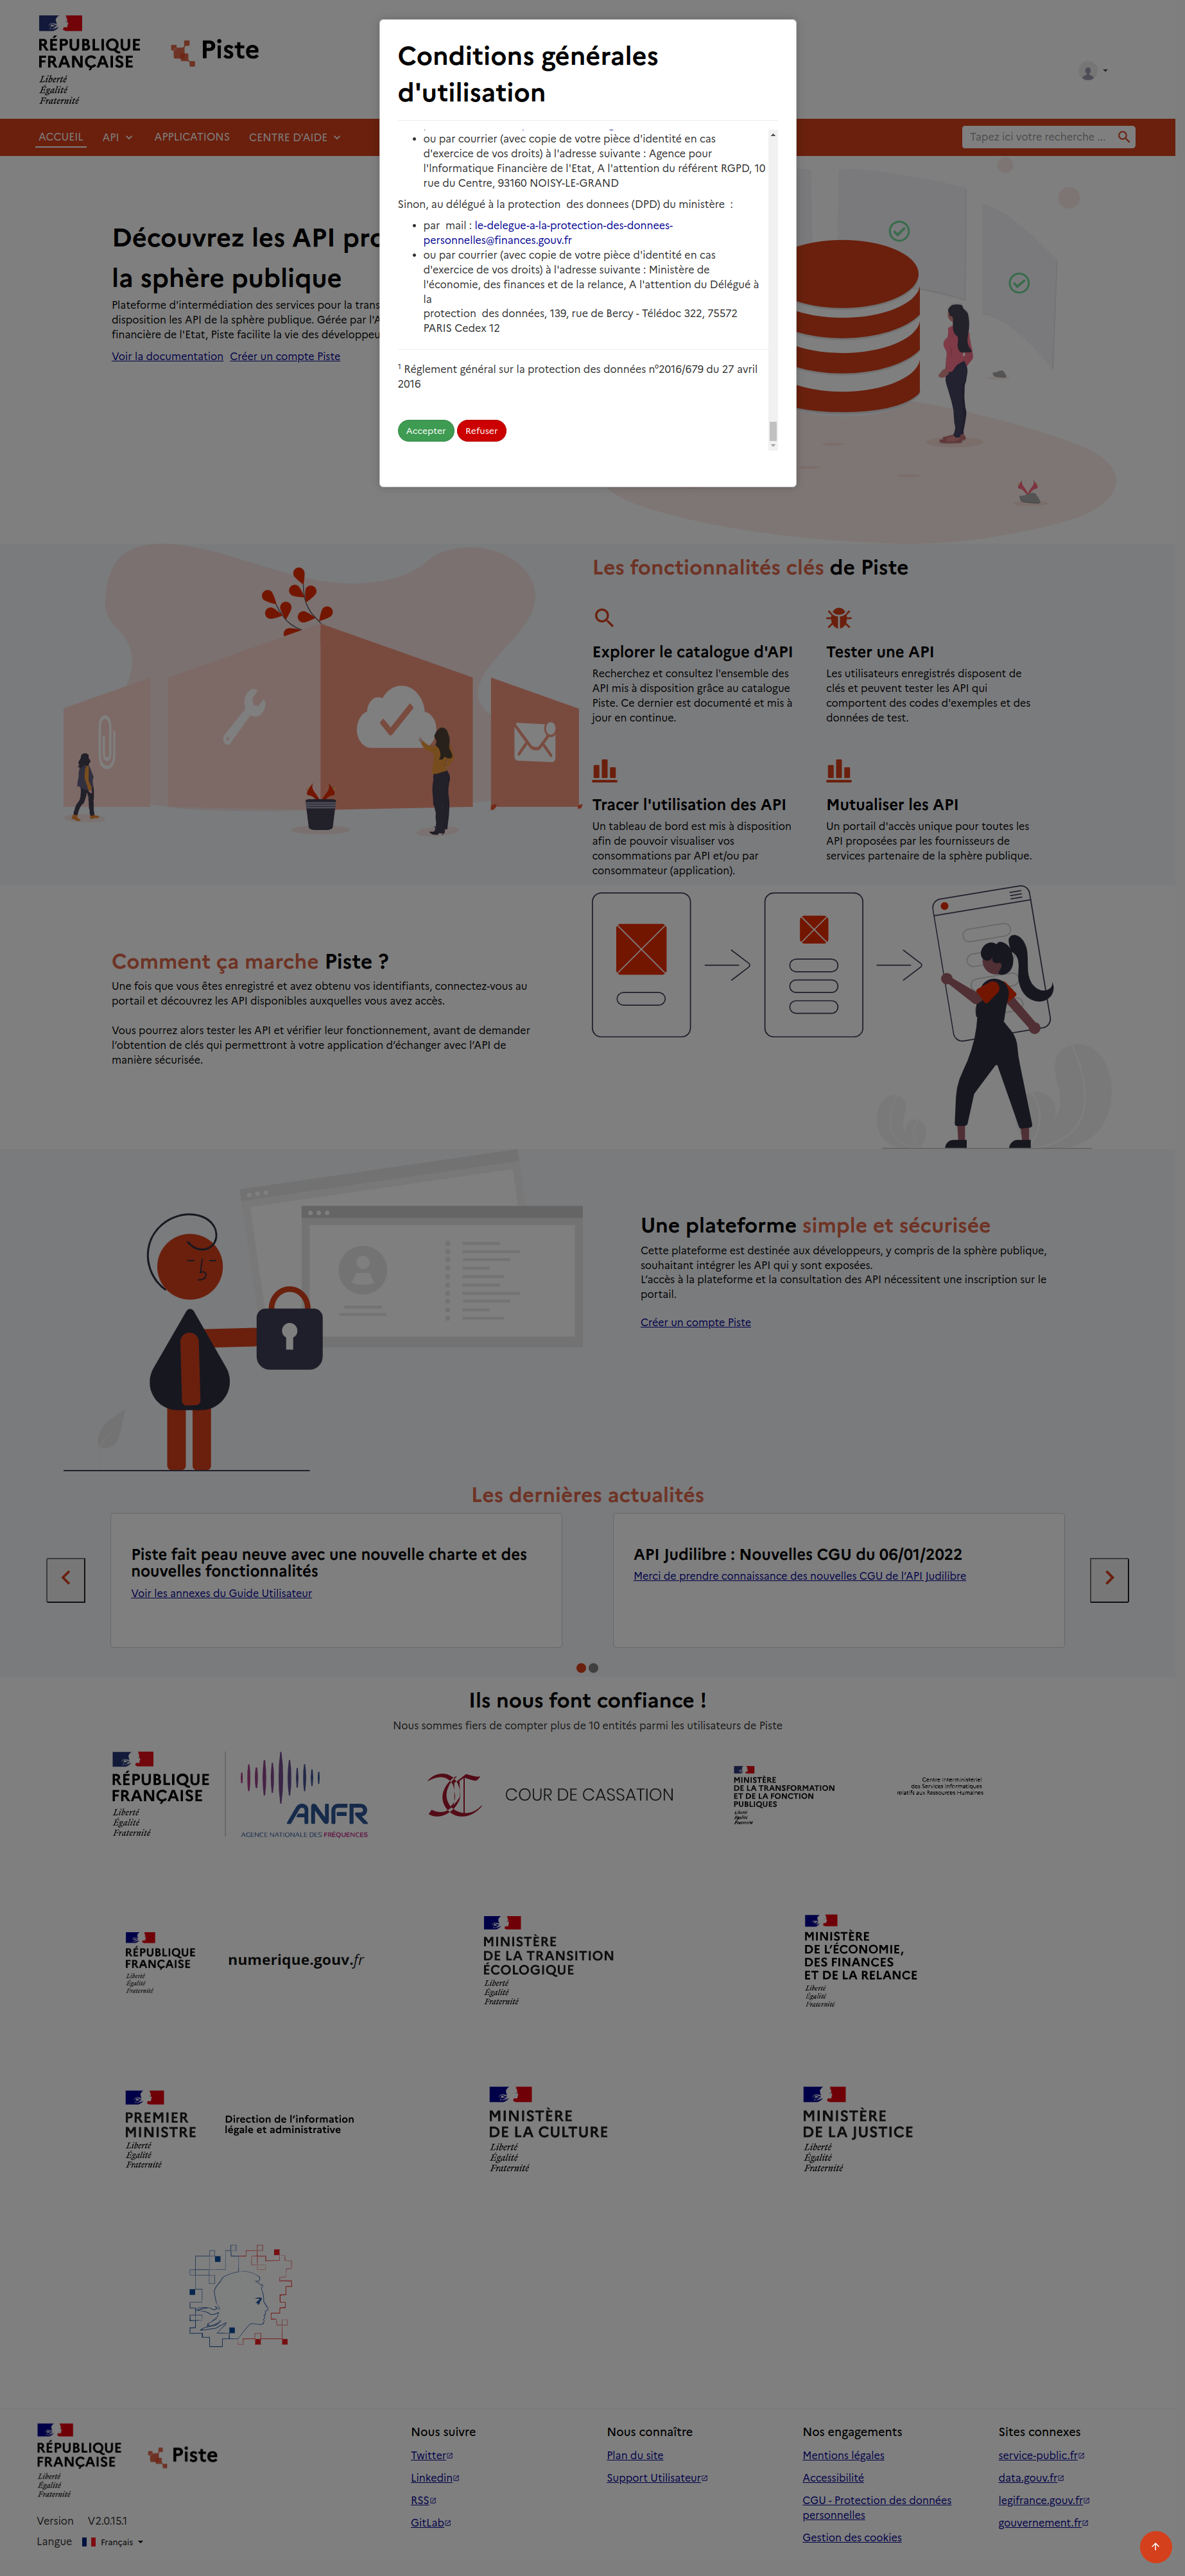 RÉPUBLIQUE
FRANÇAISE
Liberté
Égalité
Fraternité
Piste
ACCUEIL API APPLICATIONS CENTRE D'AIDE
Tapez ici votre recherche ...
Conditions générales
d'utilisation
ou par courrier (avec copie de votre pièce d'identité en cas
d'exercice de vos droits) à l'adresse suivante : Agence pour
l'Informatique Financière de l'Etat, A l'attention du référent RGPD, 10
rue du Centre, 93160 NOISY-LE-GRAND
Sinon, au délégué à la protection des donnees (DPD) du ministère :
par mail : le-delegue-a-la-protection-des-donnees-
personnelles@finances.gouv.fr
ou par courrier (avec copie de votre pièce d'identité en cas
d'exercice de vos droits) à l'adresse suivante : Ministère de
l'économie, des finances et de la relance, A l'attention du Délégué à
la
protection des données, 139, rue de Bercy - Télédoc 322, 75572
PARIS Cedex 12
¹ Réglement général sur la protection des données n°2016/679 du 27 avril
2016
Accepter Refuser
Découvrez les API pro
la sphère publique
Plateforme d'intermédiation des services pour la trans
disposition les API de la sphère publique. Gérée par l'A
financière de l'Etat, Piste facilite la vie des développeu
Voir la documentation Créer un compte Piste
Les fonctionnalités clés de Piste
Explorer le catalogue d'API
Recherchez et consultez l'ensemble des
API mis à disposition grâce au catalogue
Piste. Ce dernier est documenté et mis à
jour en continue.
Tester une API
Les utilisateurs enregistrés disposent de
clés et peuvent tester les API qui
comportent des codes d'exemples et des
données de test.
Tracer l'utilisation des API
Un tableau de bord est mis à disposition
afin de pouvoir visualiser vos
consommations par API et/ou par
consommateur (application).
Mutualiser les API
Un portail d'accès unique pour toutes les
API proposées par les fournisseurs de
services partenaire de la sphère publique.
Comment ça marche Piste ?
Une fois que vous êtes enregistré et avez obtenu vos identifiants, connectez-vous au
portail et découvrez les API disponibles auxquelles vous avez accès.
Vous pourrez alors tester les API et vérifier leur fonctionnement, avant de demander
l’obtention de clés qui permettront à votre application d’échanger avec l’API de
manière sécurisée.
Une plateforme simple et sécurisée
Cette plateforme est destinée aux développeurs, y compris de la sphère publique,
souhaitant intégrer les API qui y sont exposées.
L’accès à la plateforme et la consultation des API nécessitent une inscription sur le
portail.
Créer un compte Piste
Les dernières actualités
Piste fait peau neuve avec une nouvelle charte et des
nouvelles fonctionnalités
Voir les annexes du Guide Utilisateur
API Judilibre : Nouvelles CGU du 06/01/2022
Merci de prendre connaissance des nouvelles CGU de l’API Judilibre
Ils nous font confiance !
Nous sommes fiers de compter plus de 10 entités parmi les utilisateurs de Piste
RÉPUBLIQUE
FRANÇAISE
Liberté
Égalité
Fraternité
ANFR
AGENCE NATIONALE DES FRÉQUENCES
COUR DE CASSATION
MINISTÈRE
DE LA TRANSFORMATION
ET DE LA FONCTION
PUBLIQUES
Liberté
Égalité
Fraternité
Centre Interministériel
des Services Informatiques
relatifs aux Ressources Humaines
RÉPUBLIQUE
FRANÇAISE
Liberté
Égalité
Fraternité
numerique.gouv.fr
MINISTÈRE
DE LA TRANSITION
ÉCOLOGIQUE
Liberté
Égalité
Fraternité
MINISTÈRE
DE L’ÉCONOMIE,
DES FINANCES
ET DE LA RELANCE
Liberté
Égalité
Fraternité
PREMIER
MINISTRE
Liberté
Égalité
Fraternité
Direction de l’information
légale et administrative
MINISTÈRE
DE LA CULTURE
Liberté
Égalité
Fraternité
MINISTÈRE
DE LA JUSTICE
Liberté
Égalité
Fraternité
RÉPUBLIQUE
FRANÇAISE
Liberté
Égalité
Fraternité
Piste
Version V2.0.15.1
Langue Français
Nous suivre
Twitter
Linkedin
RSS
GitLab
Nous connaître
Plan du site
Support Utilisateur
Nos engagements
Mentions légales
Accessibilité
CGU - Protection des données
personnelles
Gestion des cookies
Sites connexes
service-public.fr
data.gouv.fr
legifrance.gouv.fr
gouvernement.fr